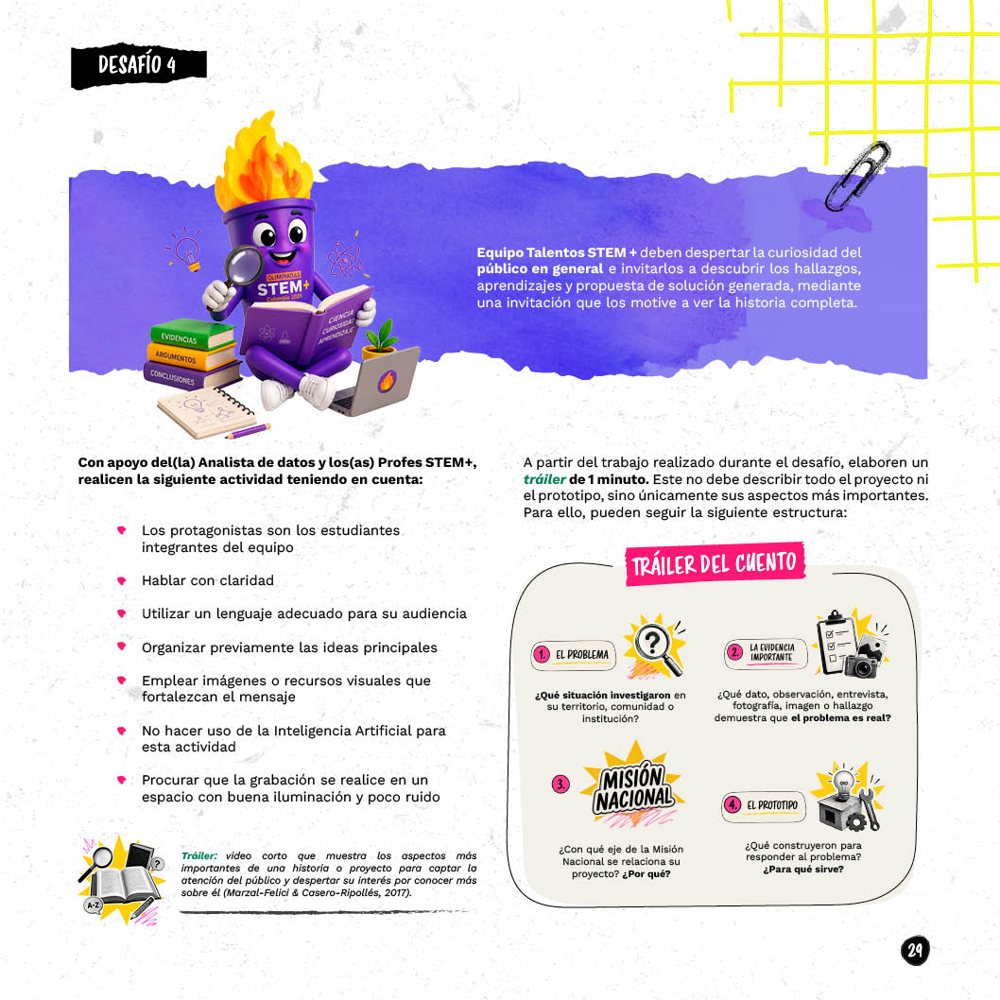 DESAFÍO 4
OLIMPIADAS
STEM+
Colombia 2026
CIENCIA
CURIOSIDAD
APRENDIZAJE
EVIDENCIAS
ARGUMENTOS
CONCLUSIONES
Equipo Talentos STEM + deben despertar la curiosidad del
público en general e invitarlos a descubrir los hallazgos,
aprendizajes y propuesta de solución generada, mediante
una invitación que los motive a ver la historia completa.
Con apoyo del(la) Analista de datos y los(as) Profes STEM+,
realicen la siguiente actividad teniendo en cuenta:
Los protagonistas son los estudiantes
integrantes del equipo
Hablar con claridad
Utilizar un lenguaje adecuado para su audiencia
Organizar previamente las ideas principales
Emplear imágenes o recursos visuales que
fortalezcan el mensaje
No hacer uso de la Inteligencia Artificial para
esta actividad
Procurar que la grabación se realice en un
espacio con buena iluminación y poco ruido
?
A-Z
Tráiler: video corto que muestra los aspectos más
importantes de una historia o proyecto para captar la
atención del público y despertar su interés por conocer más
sobre él (Marzal-Felici & Casero-Ripollés, 2017).
A partir del trabajo realizado durante el desafío, elaboren un
tráiler de 1 minuto. Este no debe describir todo el proyecto ni
el prototipo, sino únicamente sus aspectos más importantes.
Para ello, pueden seguir la siguiente estructura:
TRÁILER DEL CUENTO
?
1. EL PROBLEMA
¿Qué situación investigaron en
su territorio, comunidad o
institución?
2. LA EVIDENCIA
IMPORTANTE
¿Qué dato, observación, entrevista,
fotografía, imagen o hallazgo
demuestra que el problema es real?
3. MISIÓN
NACIONAL
¿Con qué eje de la Misión
Nacional se relaciona su
proyecto? ¿Por qué?
4. EL PROTOTIPO
¿Qué construyeron para
responder al problema?
¿Para qué sirve?
29